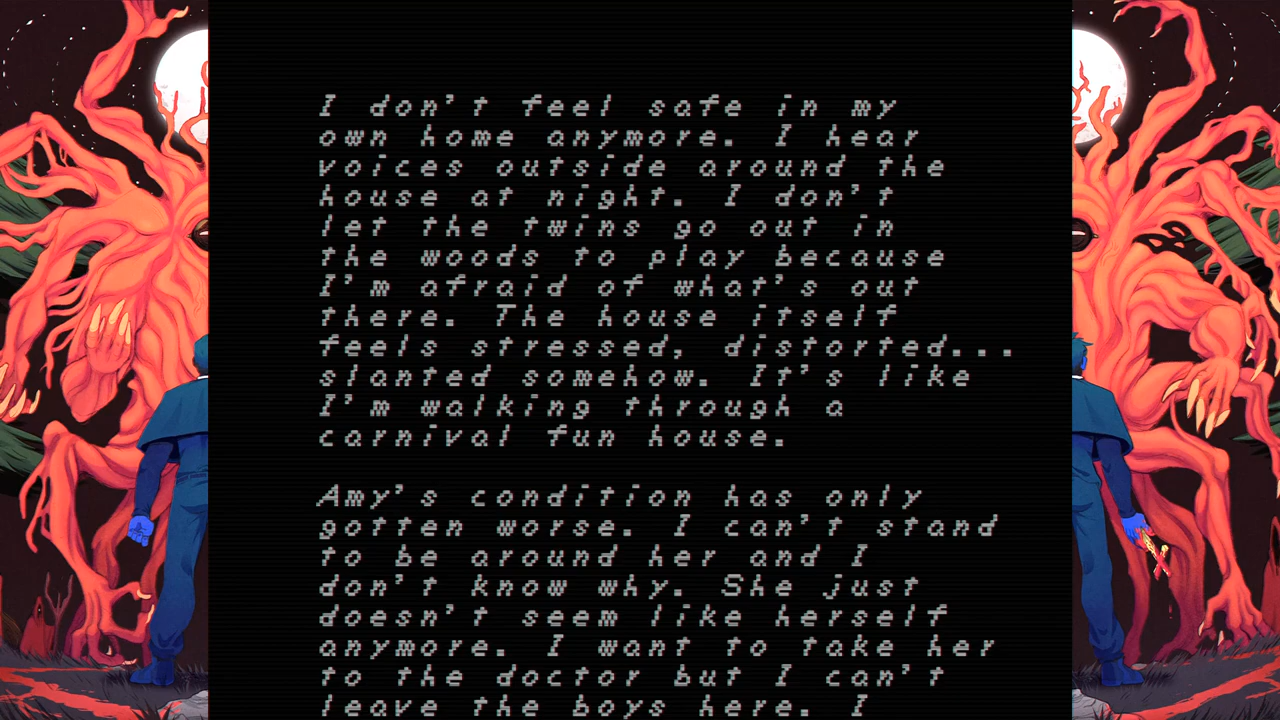 I don't feel safe in my
own home anymore. I hear
voices outside around the
house at night. I don't
let the twins go out in
the woods to play because
I'm afraid of what's out
there. The house itself
feels stressed, distorted...
slanted somehow. It's like
I'm walking through a
carnival fun house.
Amy's condition has only
gotten worse. I can't stand
to be around her and I
don't know why. She just
doesn't seem like herself
anymore. I want to take her
to the doctor but I can't
leave the boys here. I